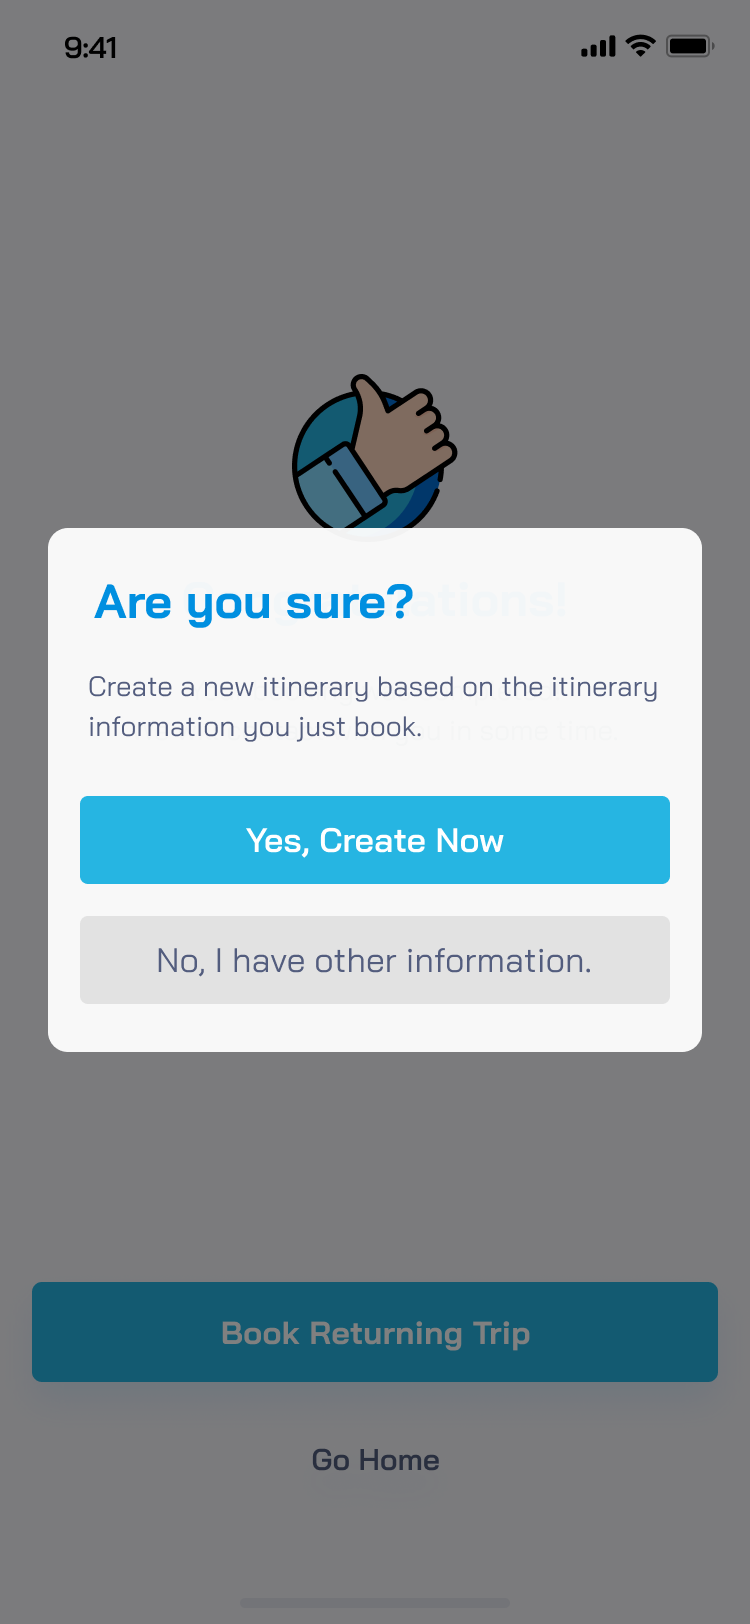 9:41
Are you sure?
Create a new itinerary based on the itinerary
information you just book.
Yes, Create Now
No, I have other information.
Book Returning Trip
Go Home